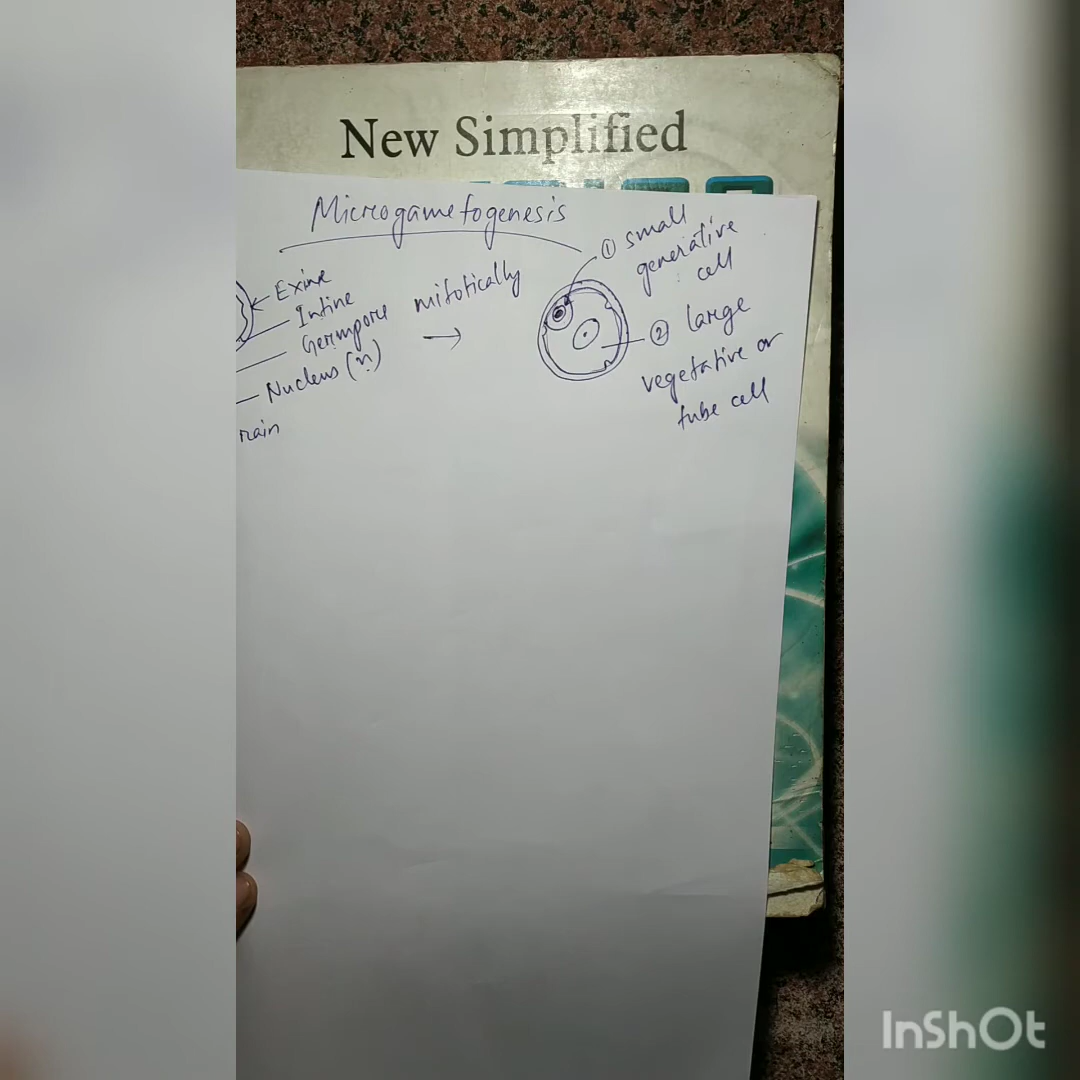 New Simplified
Microgametogenesis
Exine
Intine
Germpore
Nucleus (n)
rain
mitotically
① small
generative
cell
② large
vegetative or
tube cell
InShOt